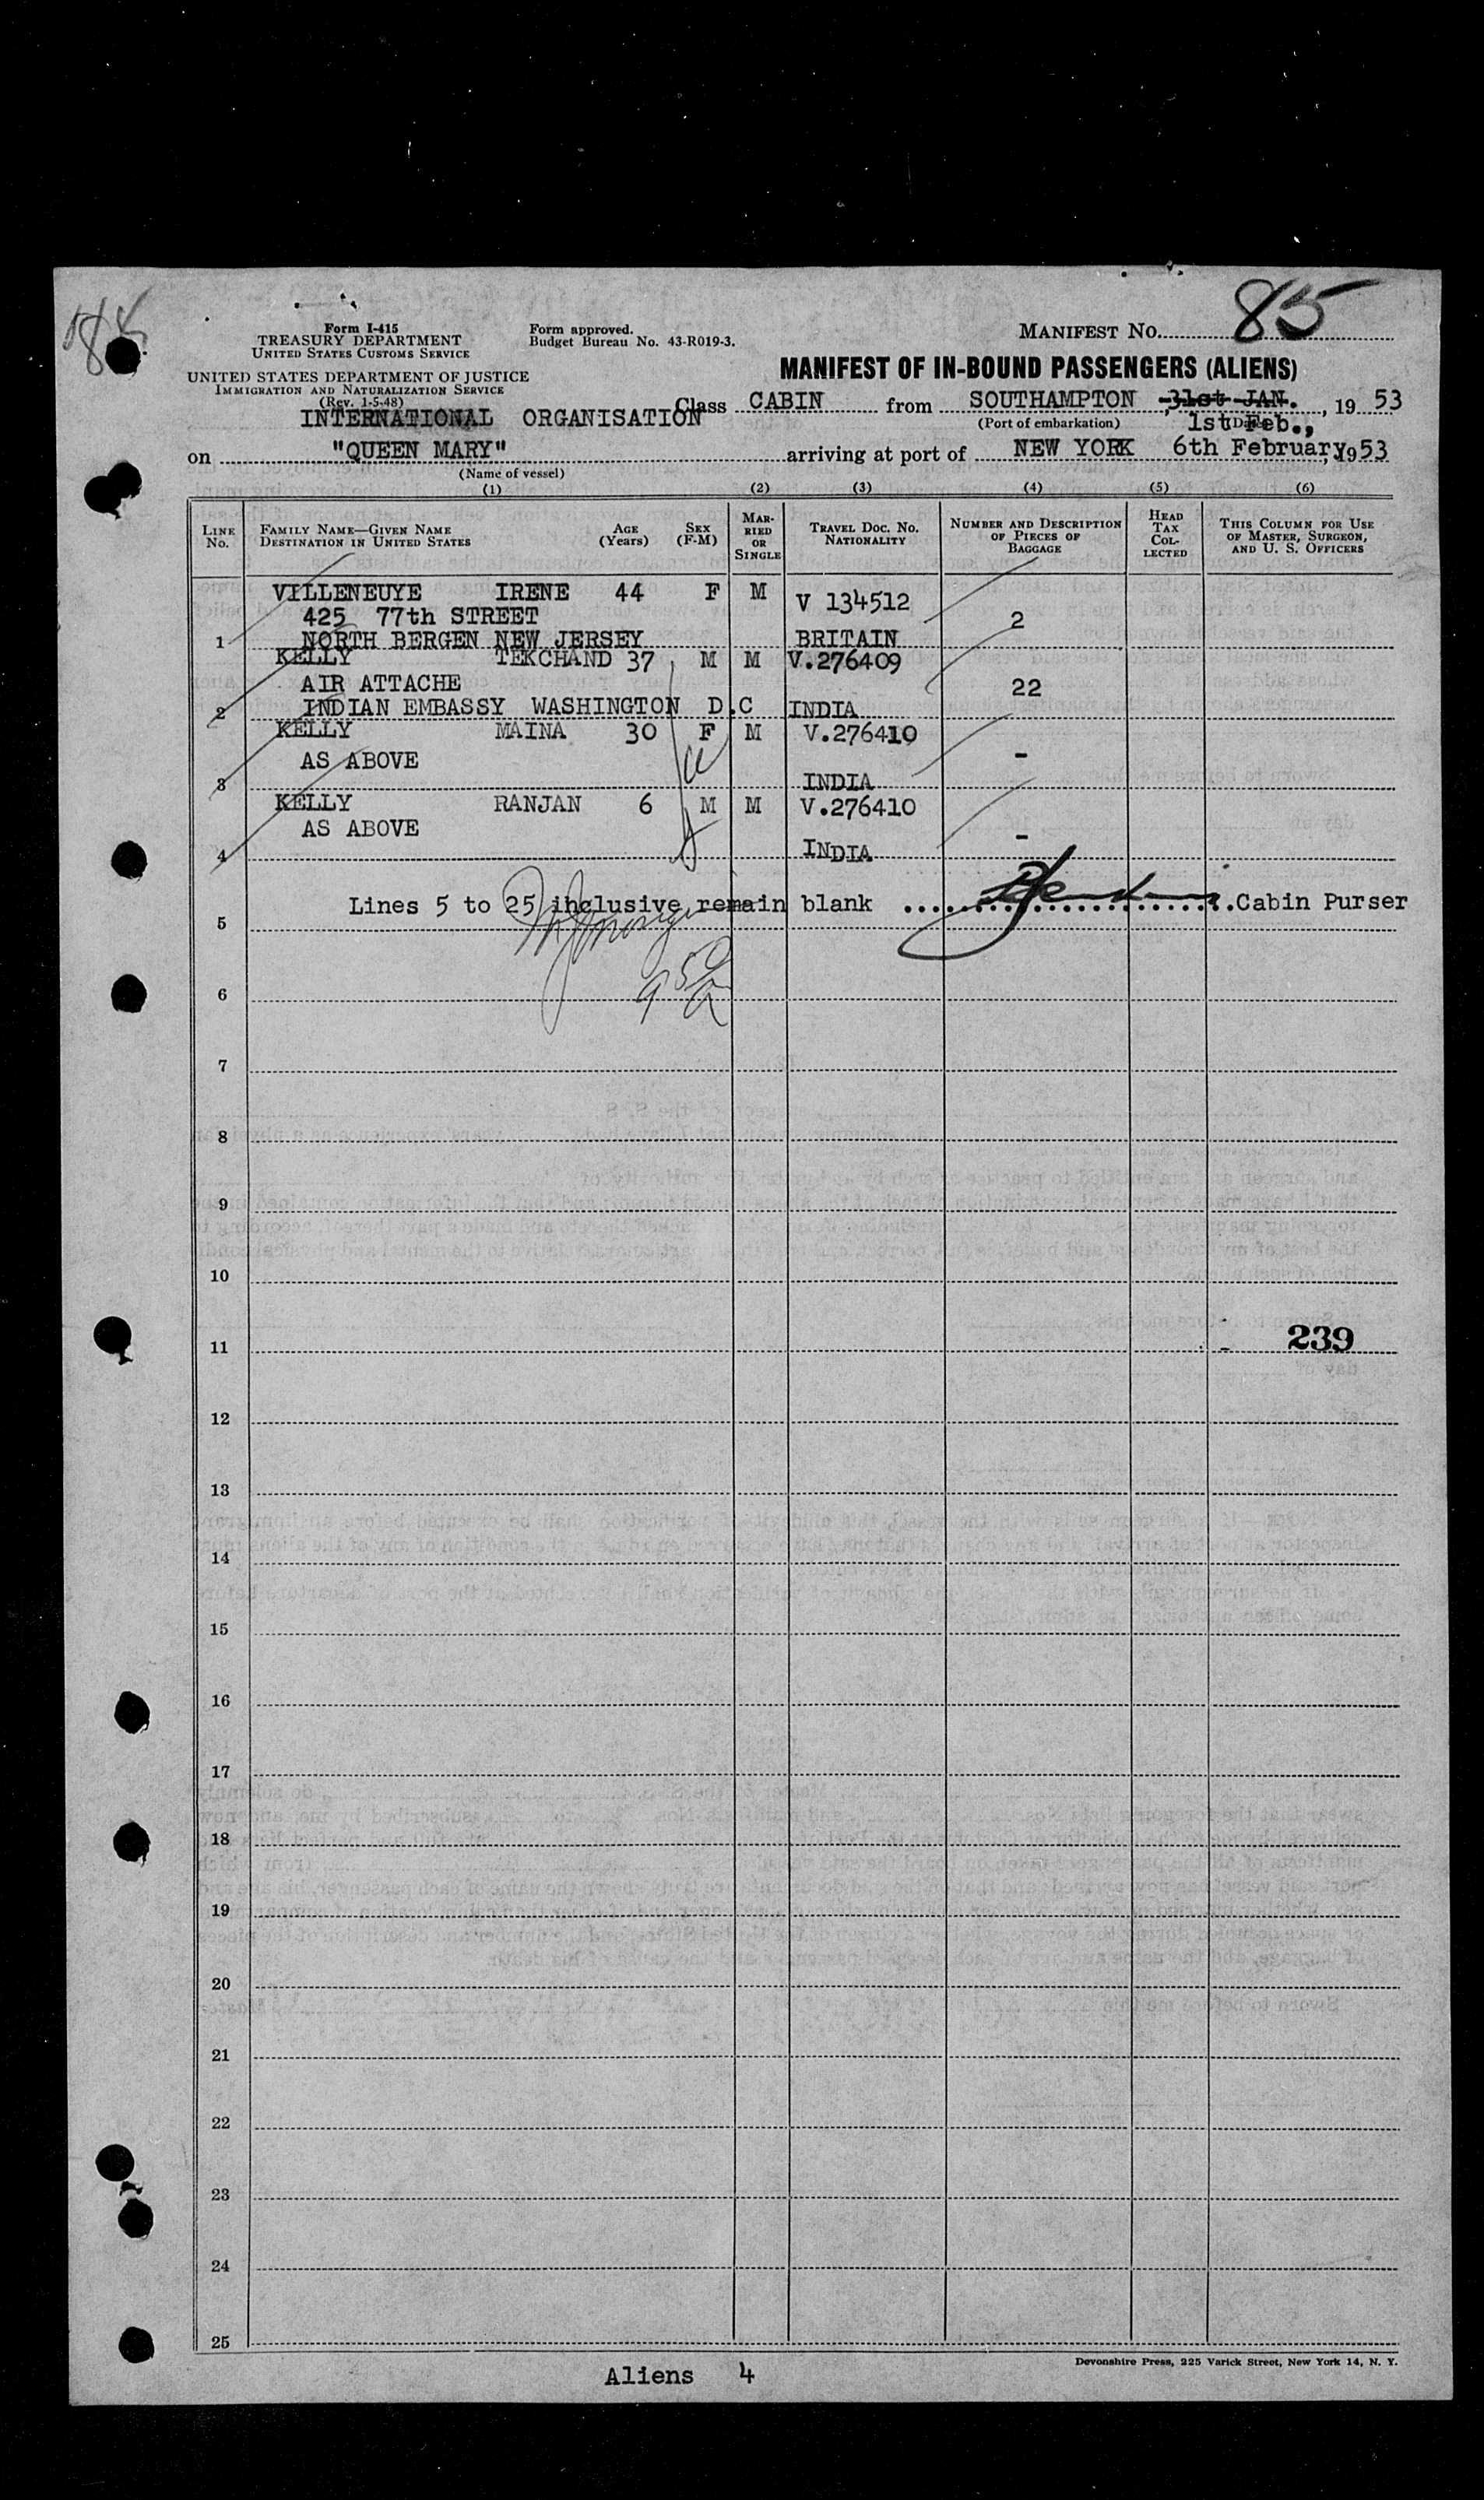 85
Form I-415
TREASURY DEPARTMENT
UNITED STATES CUSTOMS SERVICE
Form approved.
Budget Bureau No. 43-R019-3.
MANIFEST NO. 85
UNITED STATES DEPARTMENT OF JUSTICE
IMMIGRATION AND NATURALIZATION SERVICE
(Rev. 1-5-48)
MANIFEST OF IN-BOUND PASSENGERS (ALIENS)
INTERNATIONAL ORGANISATION
Class CABIN from SOUTHAMPTON, 31st JAN., 19 53
(Port of embarkation) (Date)
1st Feb.,
on "QUEEN MARY" arriving at port of NEW YORK 6th February, 1953
(Name of vessel)
(1) (2) (3) (4) (5) (6)
LINE NO.
FAMILY NAME—GIVEN NAME
DESTINATION IN UNITED STATES
AGE (Years)
SEX (F-M)
MARRIED OR SINGLE
TRAVEL DOC. NO.
NATIONALITY
NUMBER AND DESCRIPTION OF PIECES OF BAGGAGE
HEAD TAX COLLECTED
THIS COLUMN FOR USE OF MASTER, SURGEON, AND U. S. OFFICERS
VILLENEUYE IRENE 44 F M V 134512
425 77th STREET 2
1 NORTH BERGEN NEW JERSEY BRITAIN
KELLY TEKCHAND 37 M M V.276409
AIR ATTACHE 22
2 INDIAN EMBASSY WASHINGTON D.C INDIA
KELLY MAINA 30 F M V.276410
AS ABOVE -
3 INDIA
KELLY RANJAN 6 M M V.276410
AS ABOVE -
4 INDIA
Lines 5 to 25 inclusive remain blank ........................Cabin Purser
5
6
7
8
9
10
11 239
12
13
14
15
16
17
18
19
20
21
22
23
24
25
Devonshire Press, 225 Varick Street, New York 14, N. Y.
Aliens 4